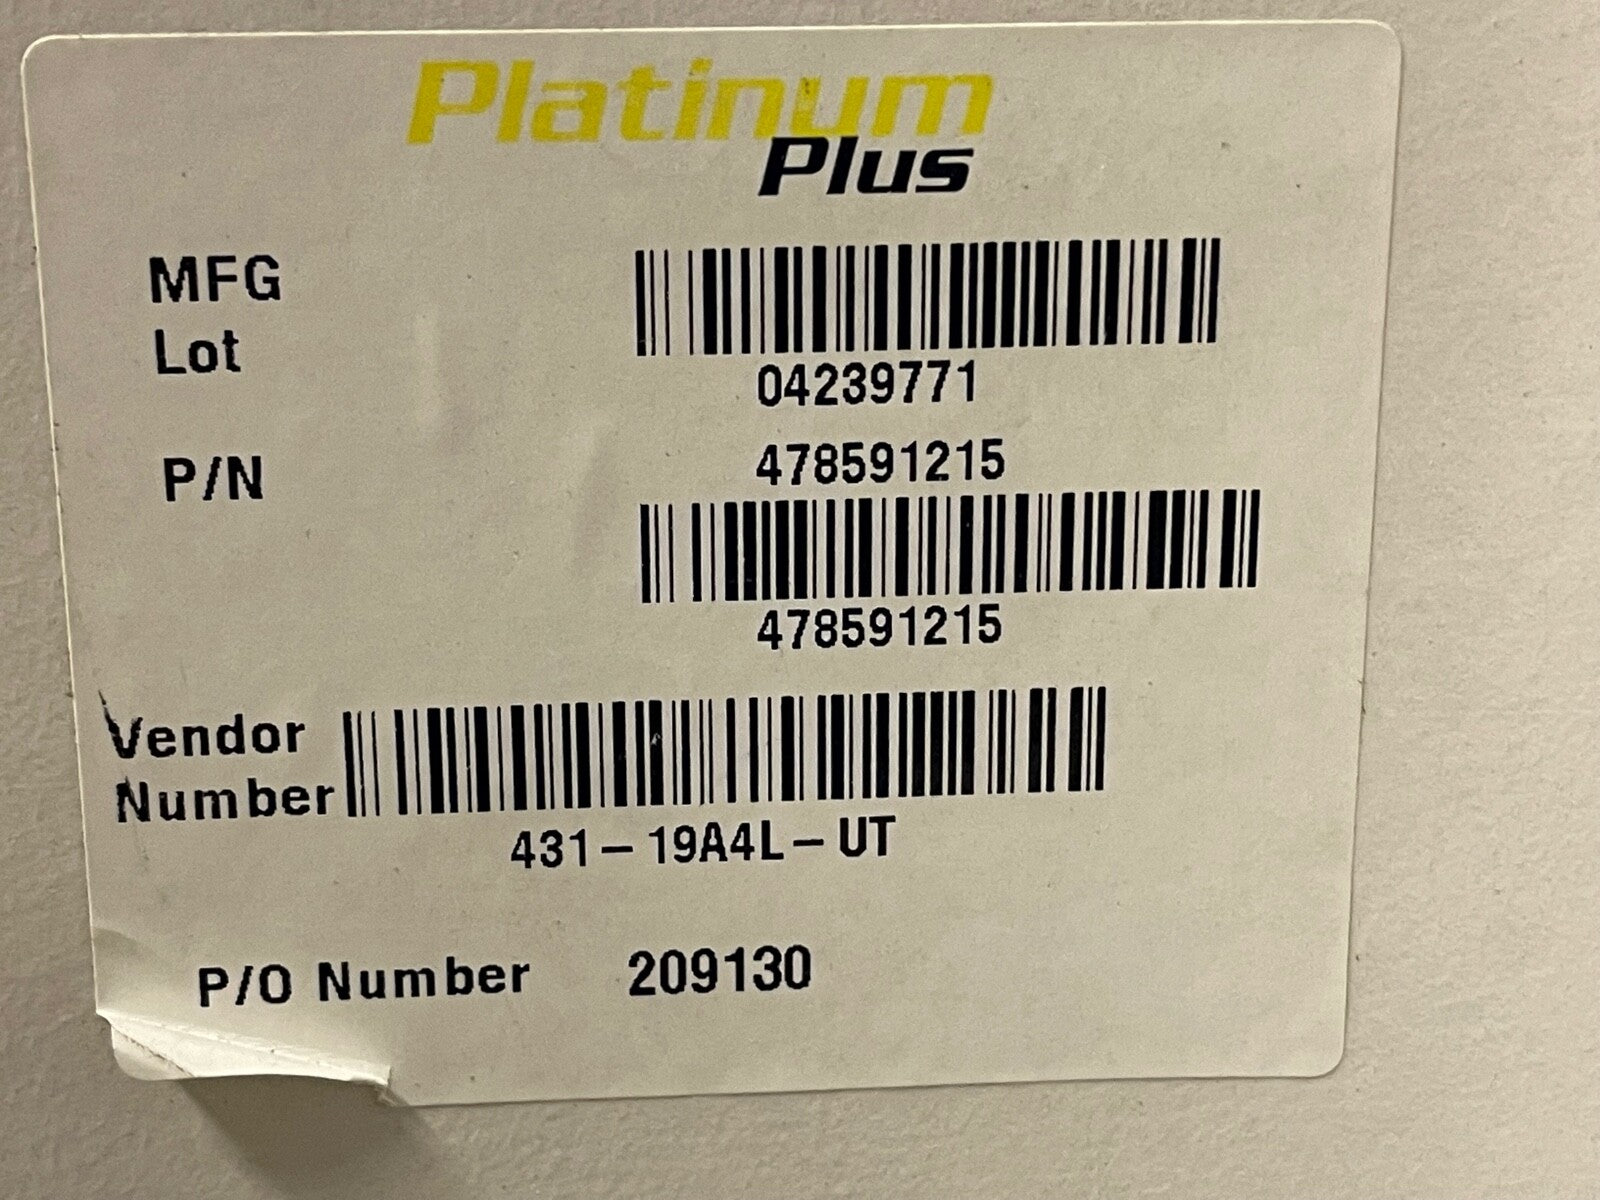 Platinum
Plus
MFG
Lot
04239771
P/N
478591215
478591215
Vendor
Number
431-19A4L-UT
P/O Number 209130